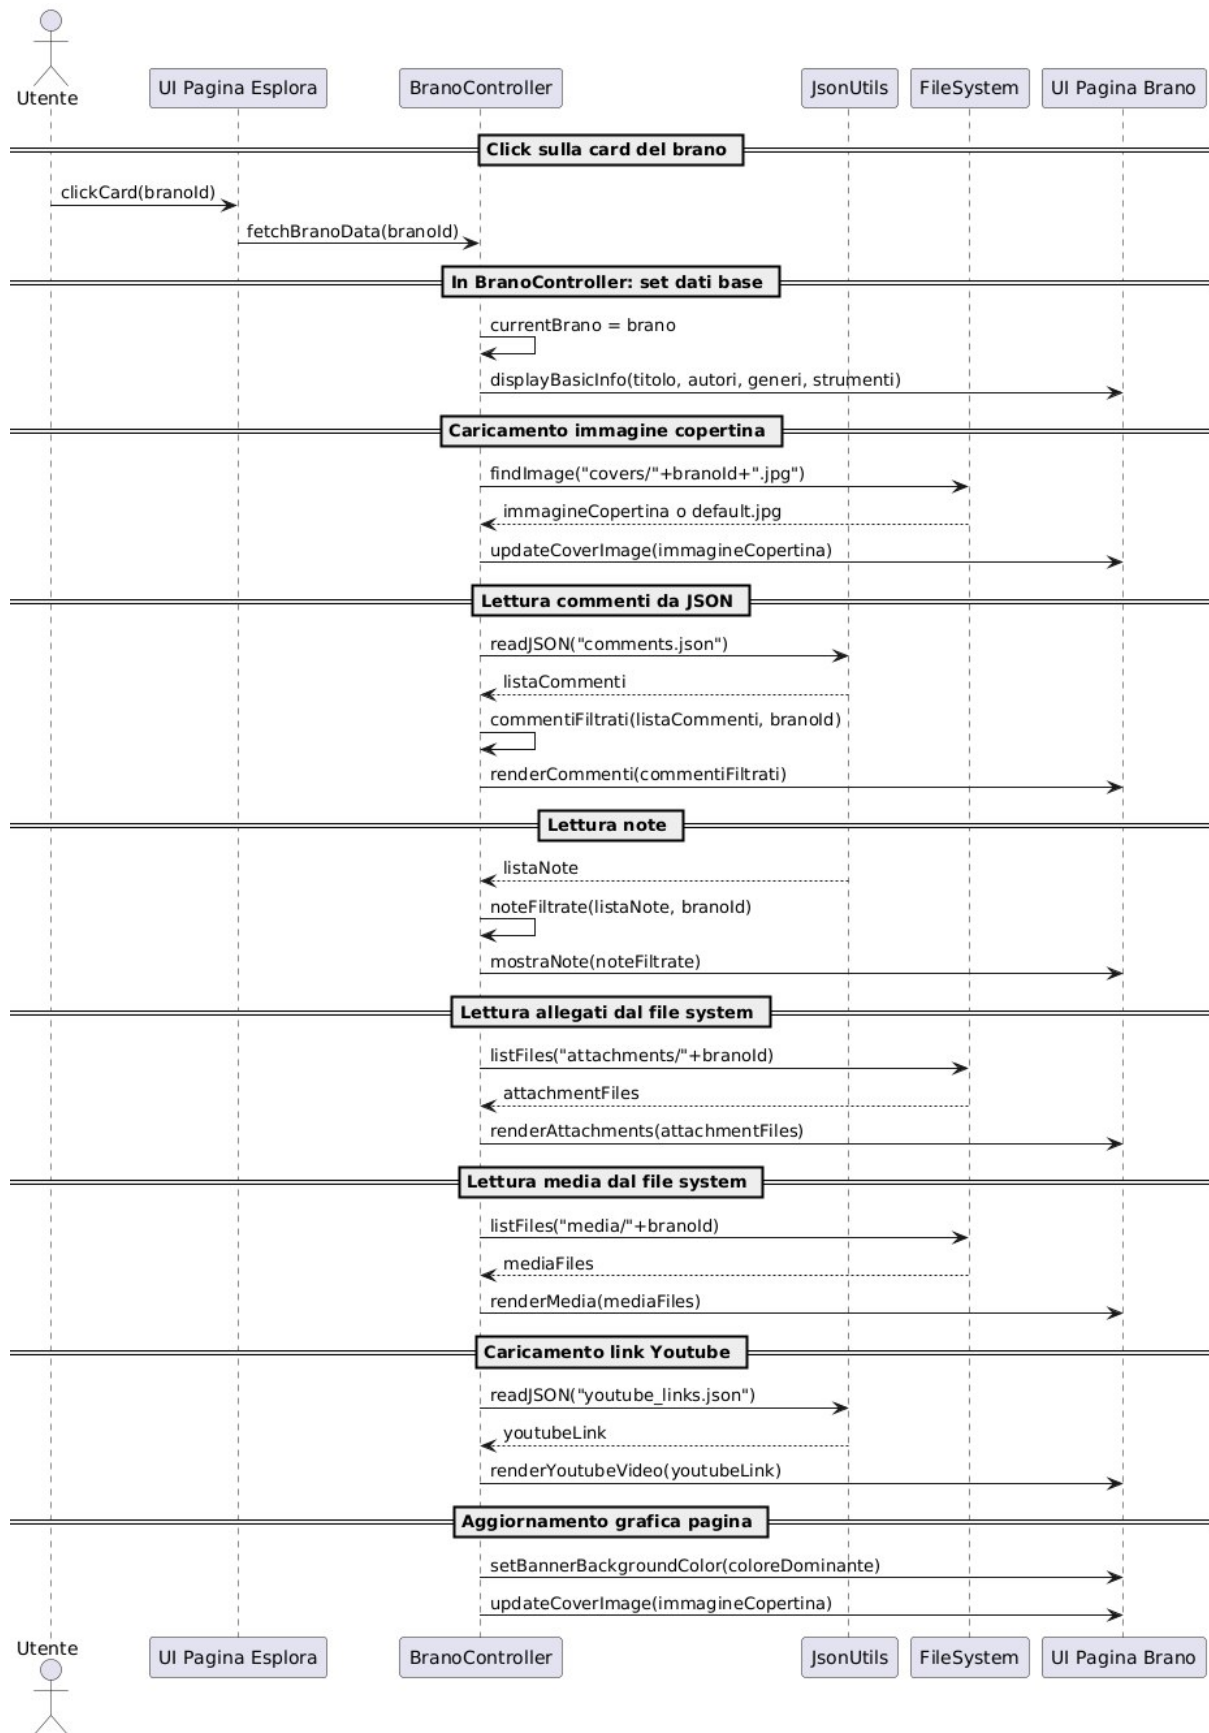 Utente
UI Pagina Esplora
BranoController
JsonUtils
FileSystem
UI Pagina Brano
Click sulla card del brano
clickCard(branoId)
fetchBranoData(branoId)
In BranoController: set dati base
currentBrano = brano
displayBasicInfo(titolo, autori, generi, strumenti)
Caricamento immagine copertina
findImage("covers/"+branoId+".jpg")
immagineCopertina o default.jpg
updateCoverImage(immagineCopertina)
Lettura commenti da JSON
readJSON("comments.json")
listaCommenti
commentiFiltrati(listaCommenti, branoId)
renderCommenti(commentiFiltrati)
Lettura note
listaNote
noteFiltrate(listaNote, branoId)
mostraNote(noteFiltrate)
Lettura allegati dal file system
listFiles("attachments/"+branoId)
attachmentFiles
renderAttachments(attachmentFiles)
Lettura media dal file system
listFiles("media/"+branoId)
mediaFiles
renderMedia(mediaFiles)
Caricamento link Youtube
readJSON("youtube_links.json")
youtubeLink
renderYoutubeVideo(youtubeLink)
Aggiornamento grafica pagina
setBannerBackgroundColor(coloreDominante)
updateCoverImage(immagineCopertina)
Utente
UI Pagina Esplora
BranoController
JsonUtils
FileSystem
UI Pagina Brano